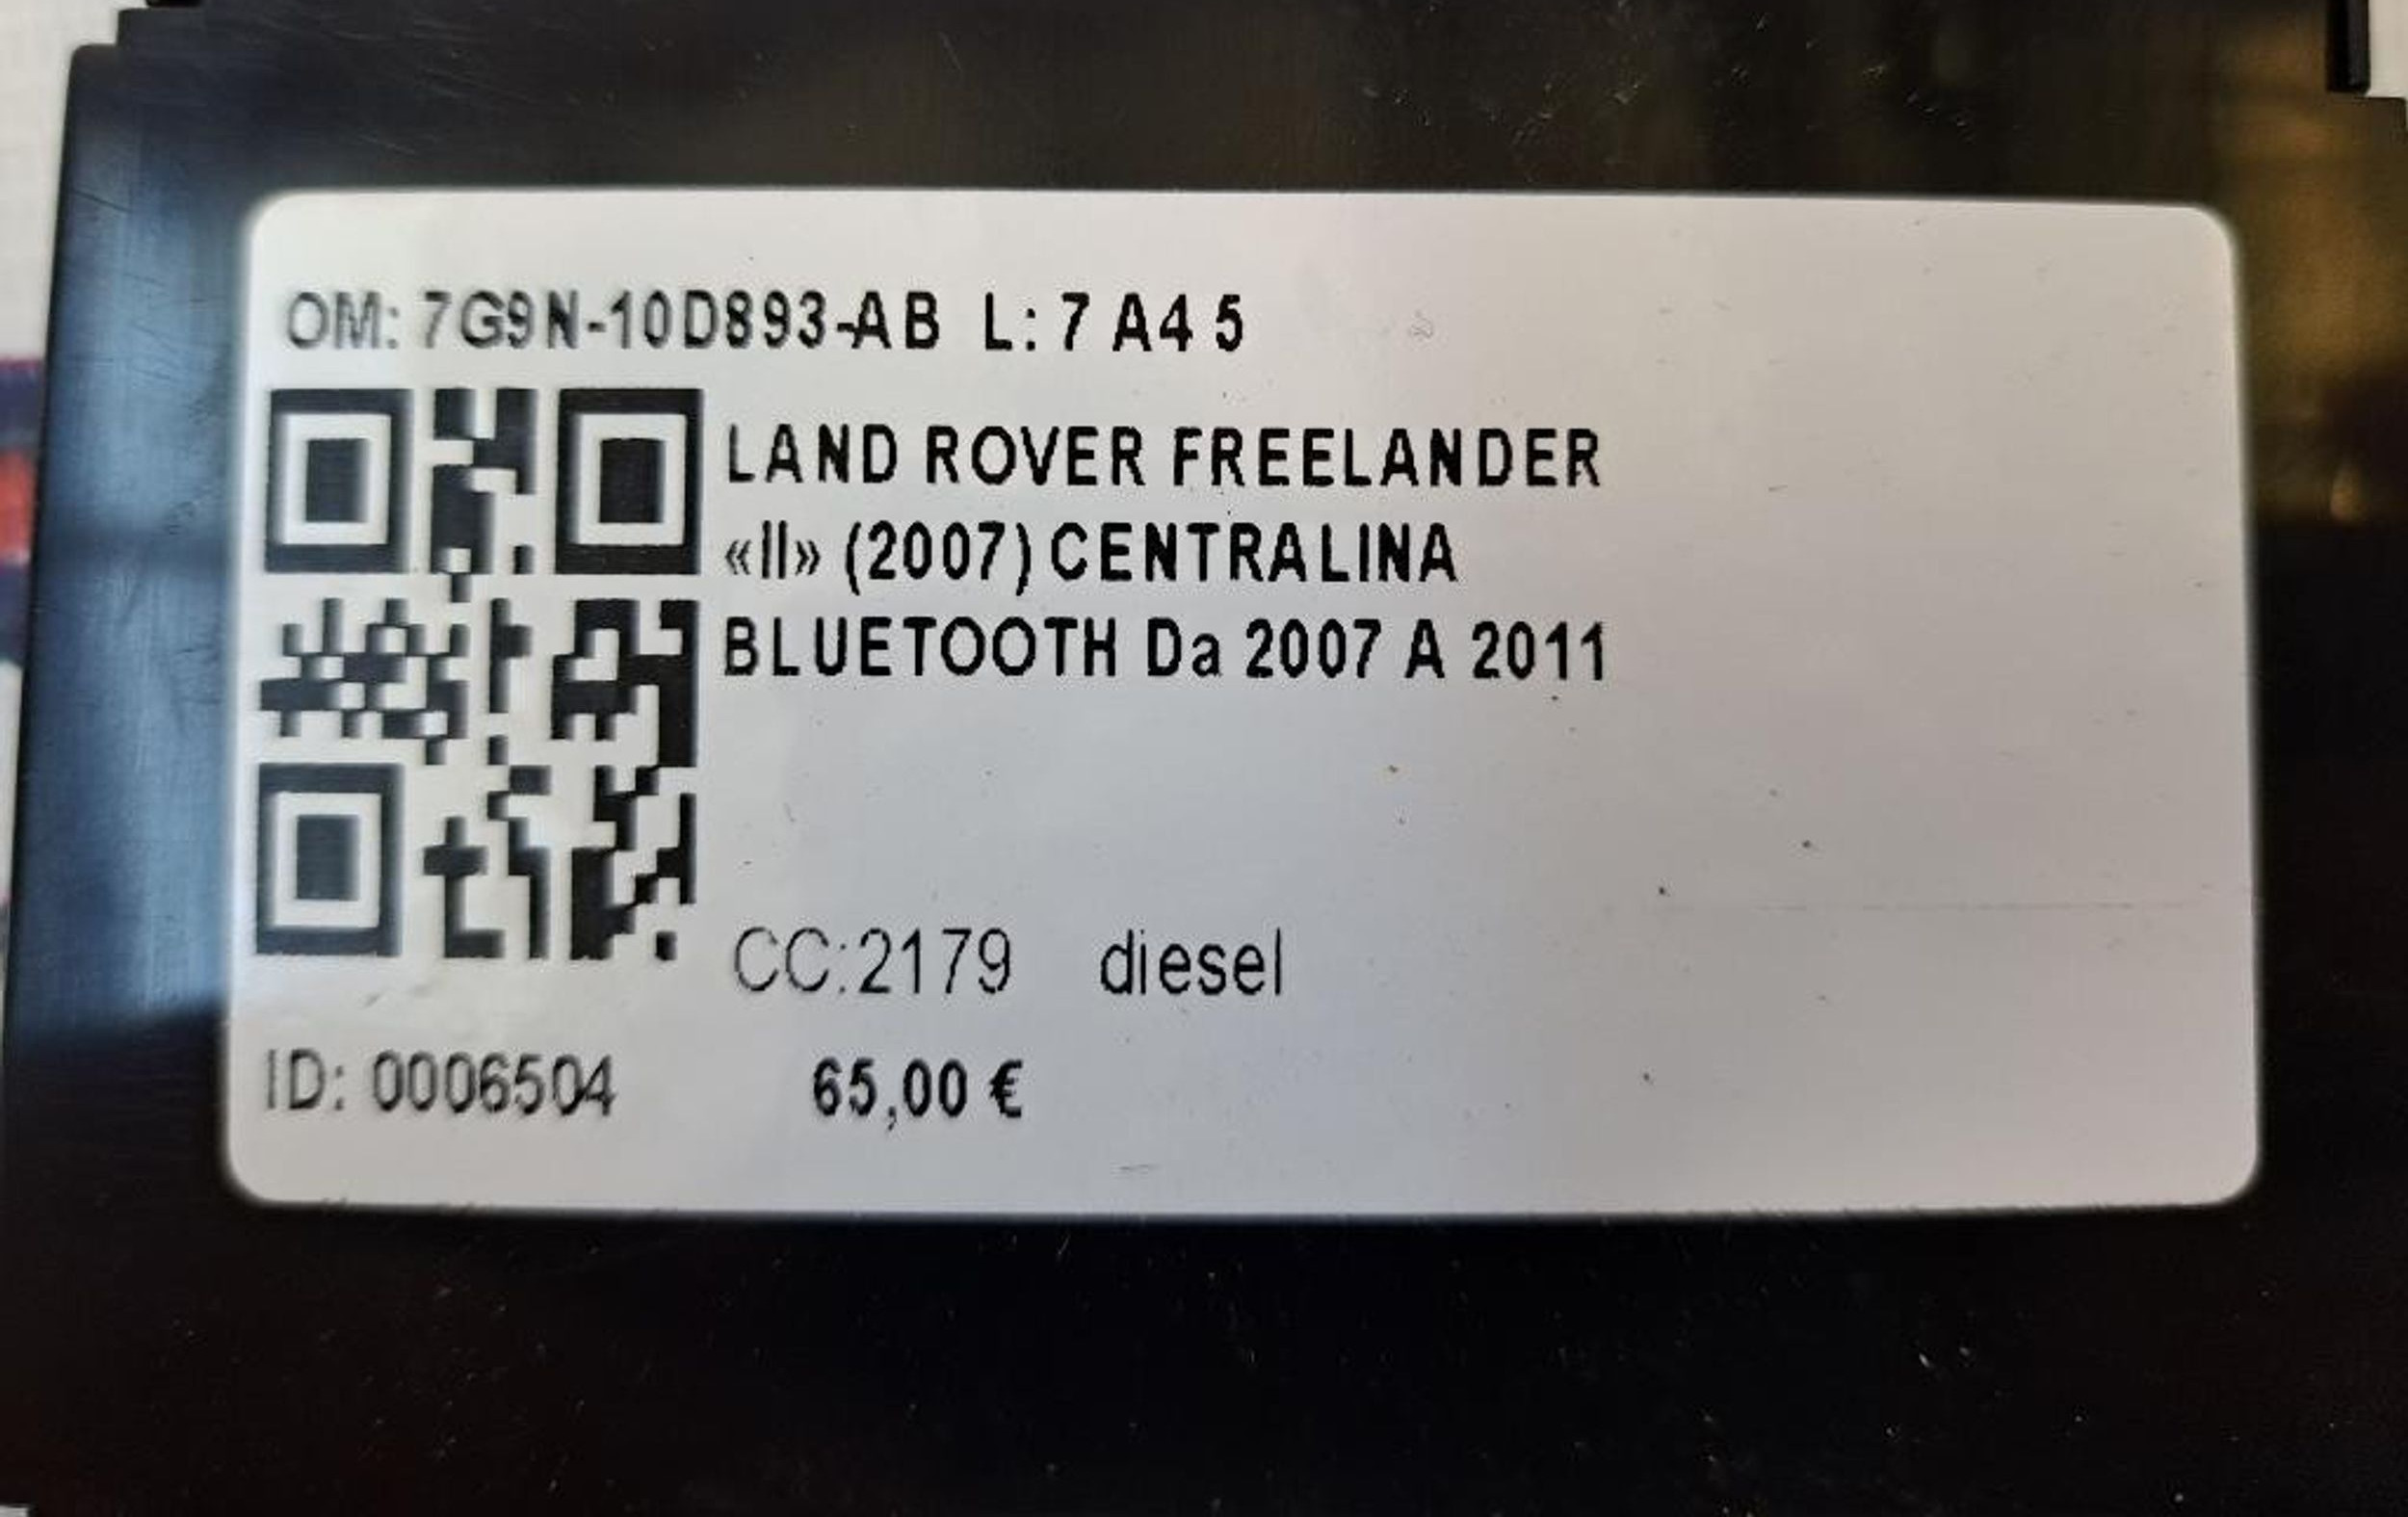 OM: 7G9N-10D893-AB L: 7 A4 5
LAND ROVER FREELANDER
«II» (2007) CENTRALINA
BLUETOOTH Da 2007 A 2011
CC:2179 diesel
ID: 0006504 65,00 €